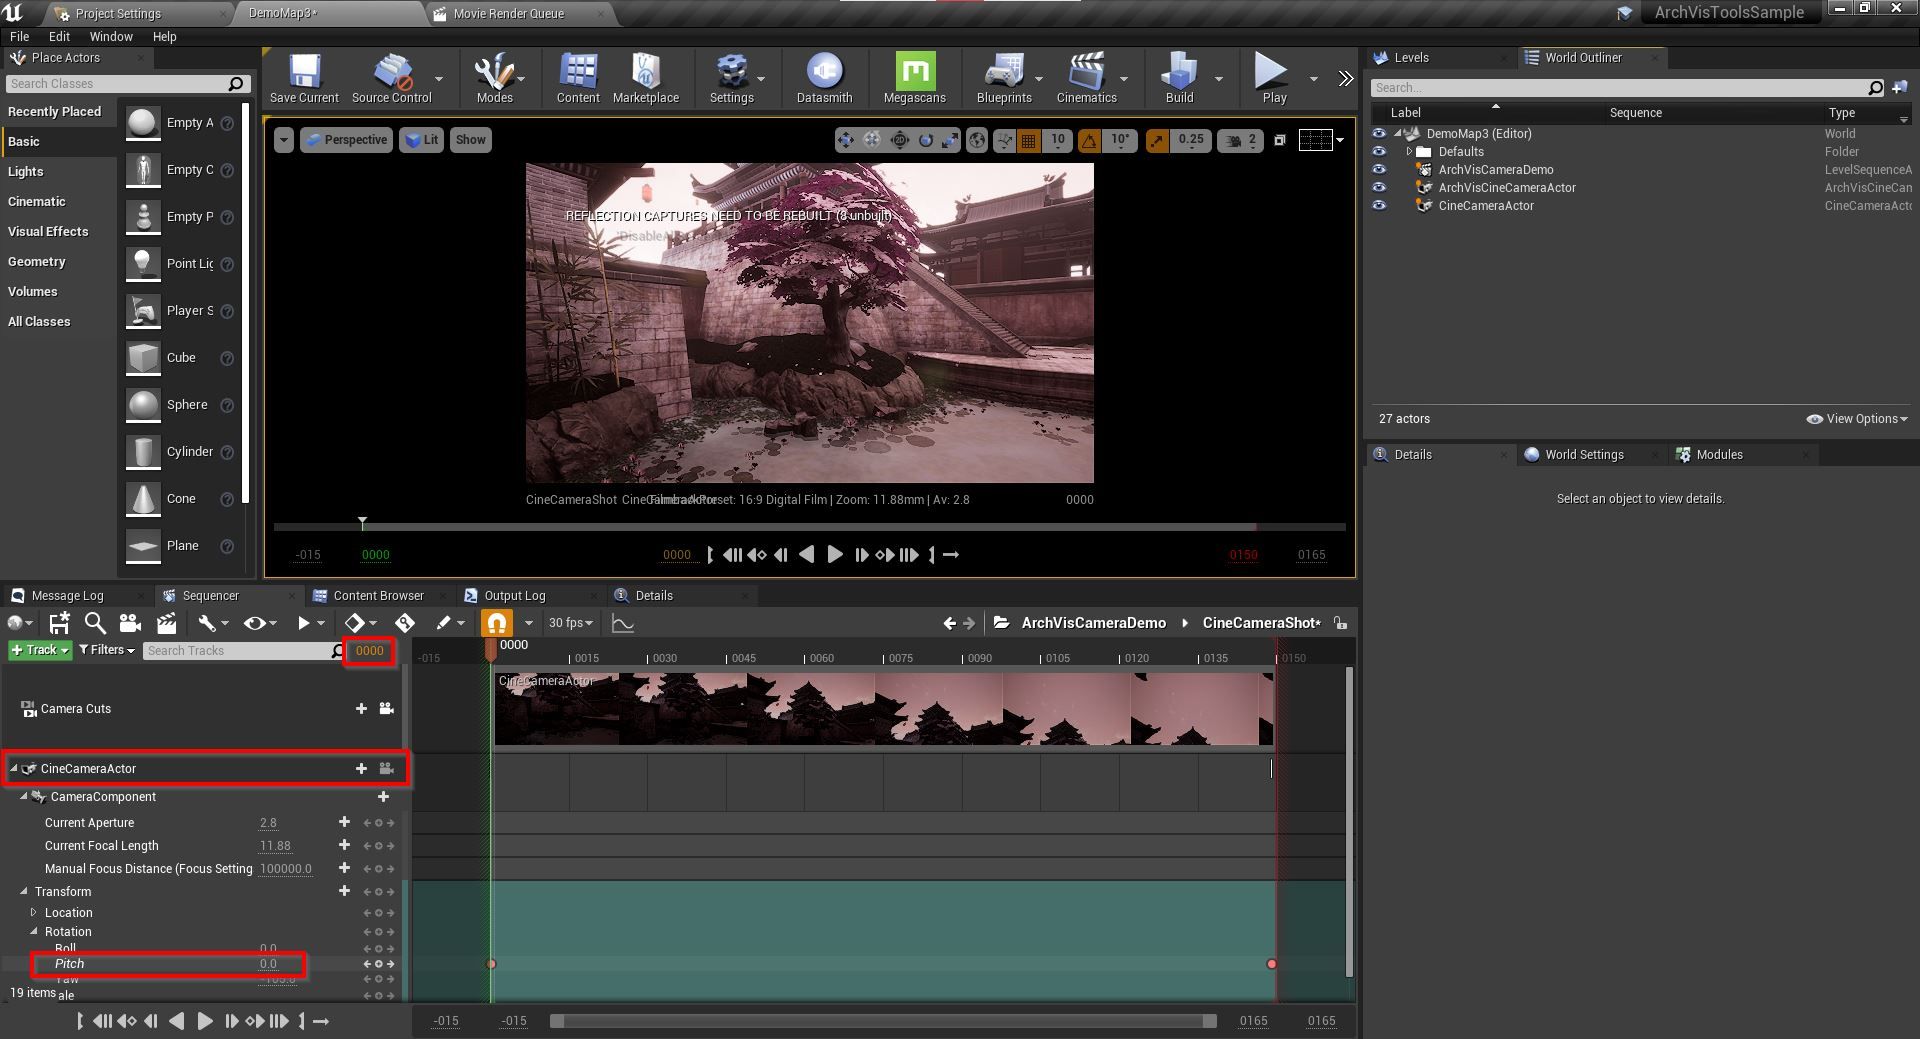 Project Settings
DemoMap3*
Movie Render Queue
ArchVisToolsSample
File Edit Window Help
Place Actors
Search Classes
Recently Placed
Basic
Lights
Cinematic
Visual Effects
Geometry
Volumes
All Classes
Empty A
Empty C
Empty P
Point Lig
Player S
Cube
Sphere
Cylinder
Cone
Plane
Save Current
Source Control
Modes
Content
Marketplace
Settings
Datasmith
Megascans
Blueprints
Cinematics
Build
Play
Perspective
Lit
Show
10
10°
0.25
2
REFLECTION CAPTURES NEED TO BE REBUILT (8 unbuilt)
CineCameraShot
Preset: 16:9 Digital Film | Zoom: 11.88mm | Av: 2.8
0000
-015
0000
0000
0150
0165
Levels
World Outliner
Search...
Label Sequence Type
DemoMap3 (Editor) World
Defaults Folder
ArchVisCameraDemo LevelSequenceA
ArchVisCineCameraActor ArchVisCineCan
CineCameraActor CineCameraActo
27 actors
View Options
Details
World Settings
Modules
Select an object to view details.
Message Log
Sequencer
Content Browser
Output Log
Details
30 fps
ArchVisCameraDemo
CineCameraShot*
+ Track
Filters
Search Tracks
0000
-015
0000
0015
0030
0045
0060
0075
0090
0105
0120
0135
0150
CineCameraActor
Camera Cuts
CineCameraActor
CameraComponent
Current Aperture 2.8
Current Focal Length 11.88
Manual Focus Distance (Focus Setting 100000.0
Transform
Location
Rotation
Roll 0.0
Pitch 0.0
Yaw
19 items
ale
-015
-015
0165
0165